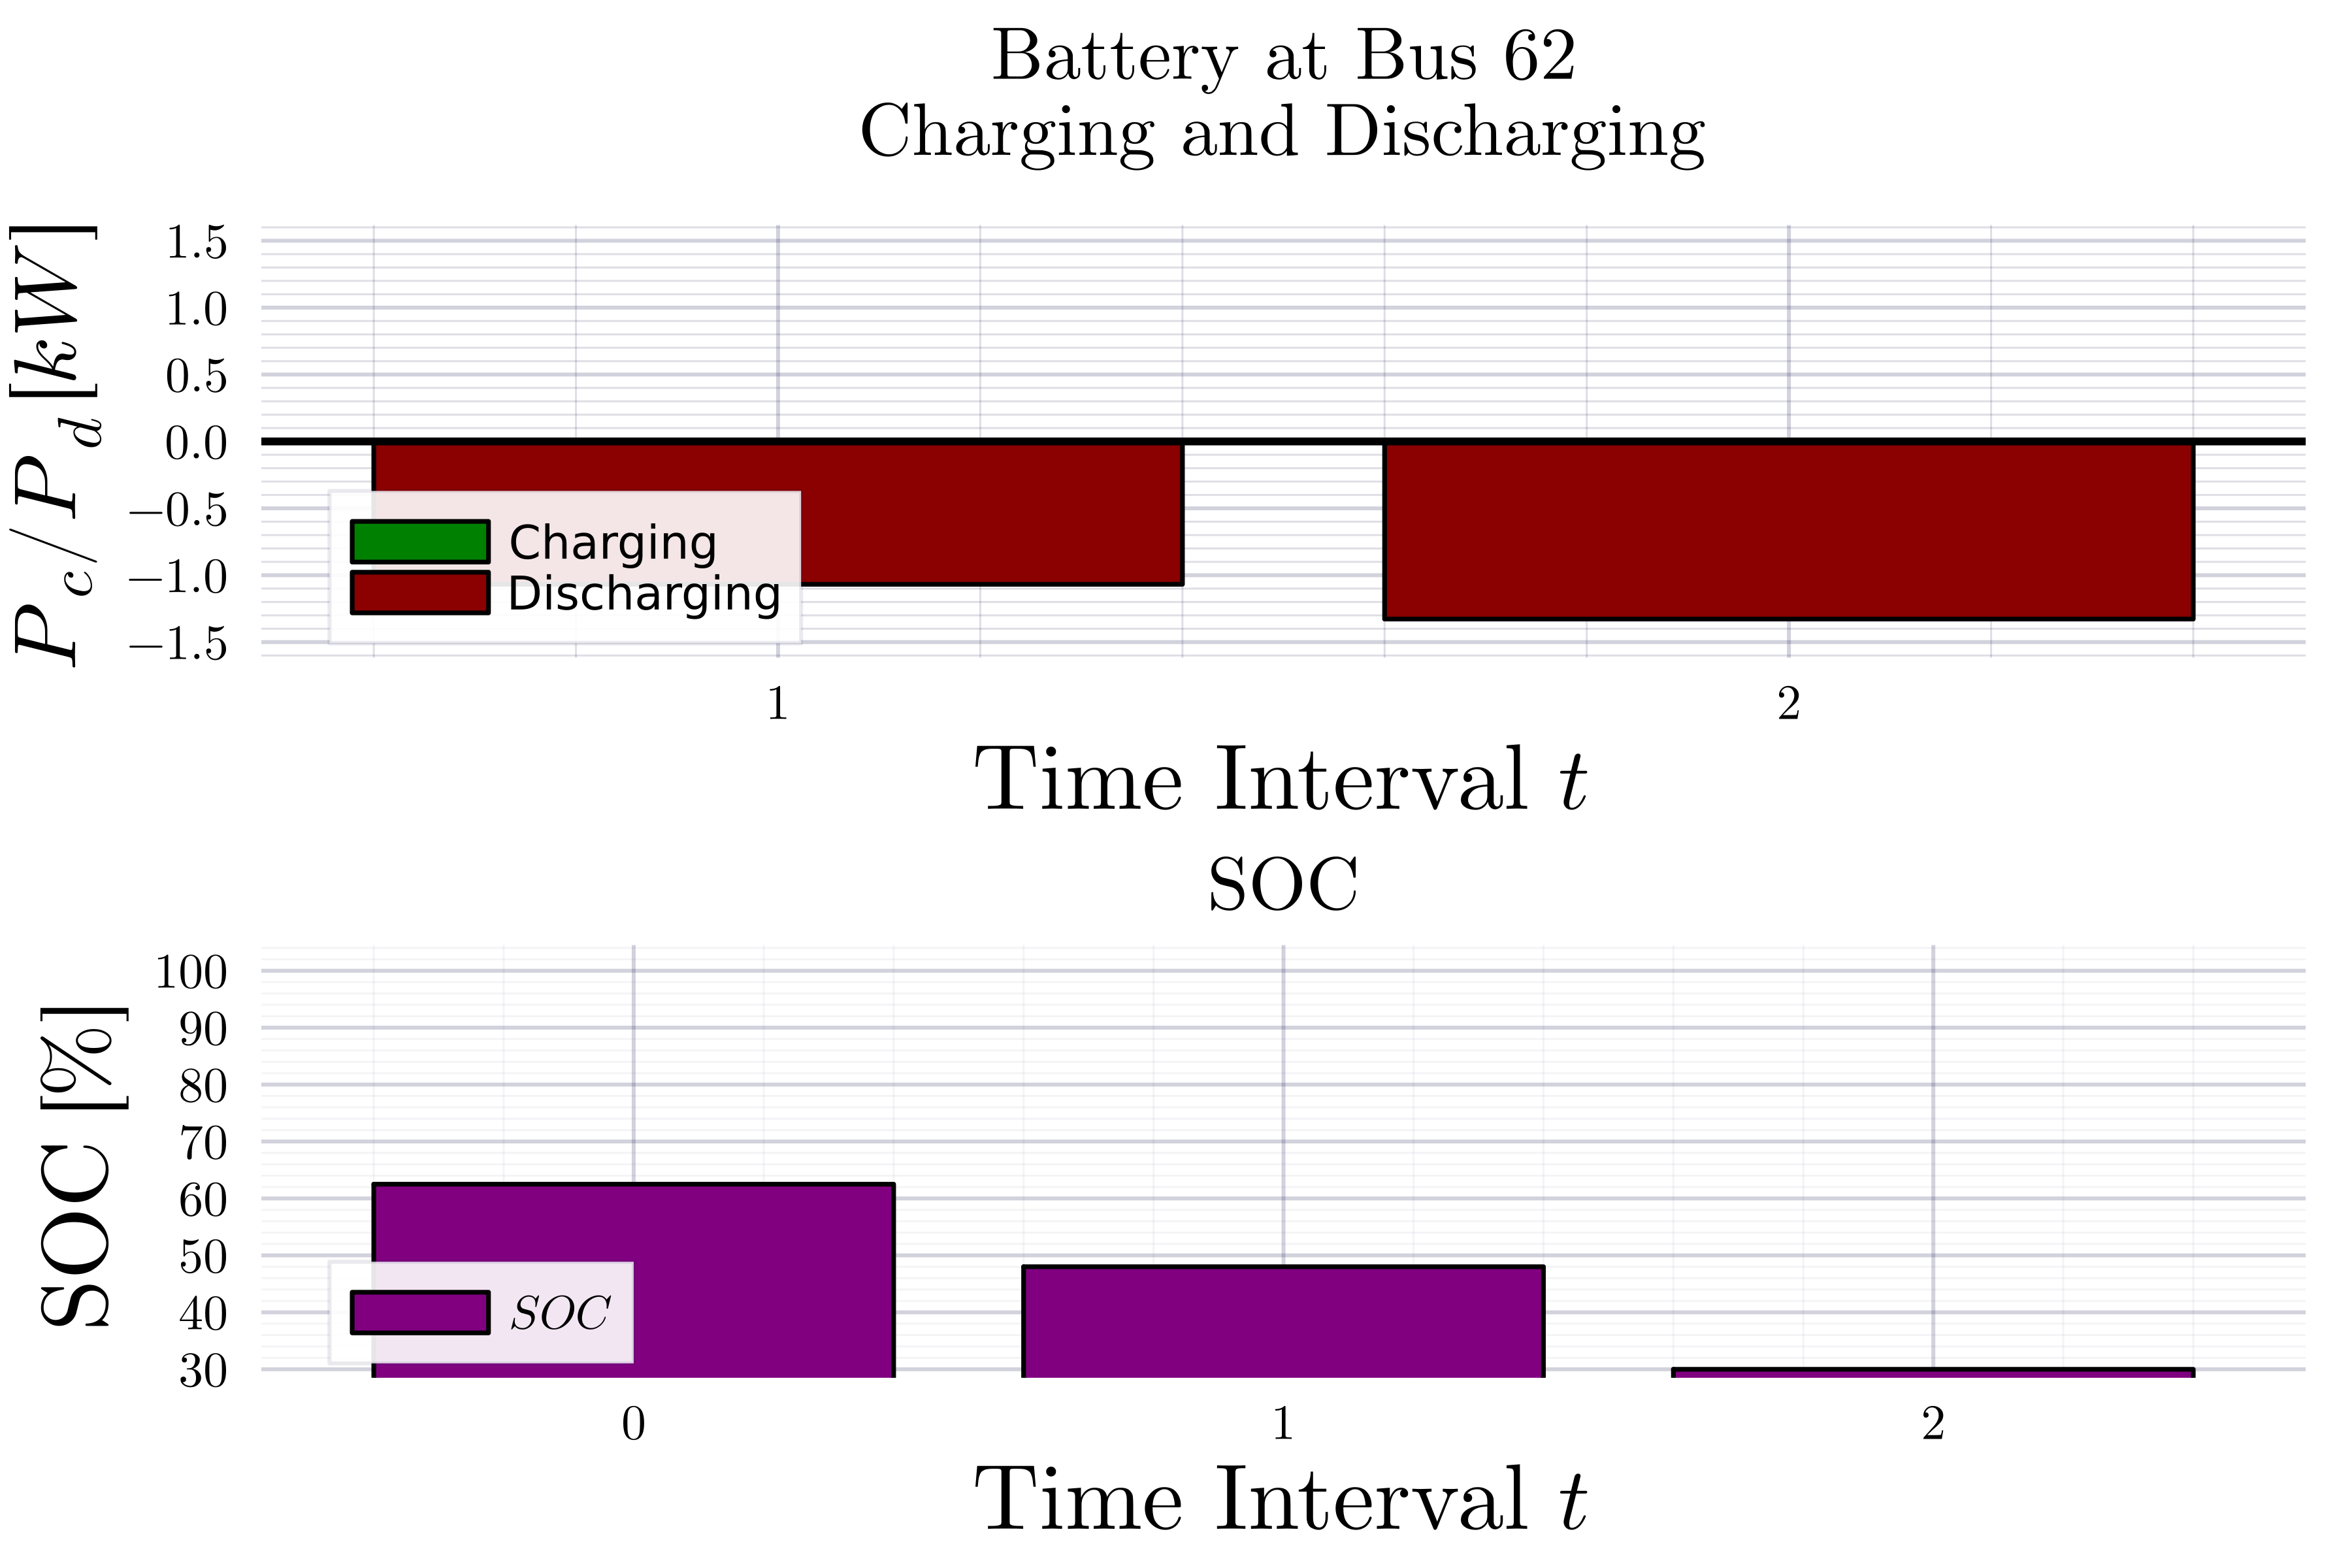 Battery at Bus 62
Charging and Discharging
P_c / P_d [kW]
1.5
1.0
0.5
0.0
−0.5
−1.0
−1.5
Charging
Discharging
1 2
Time Interval t
SOC
SOC [%]
100
90
80
70
60
50
40
30
SOC
0 1 2
Time Interval t